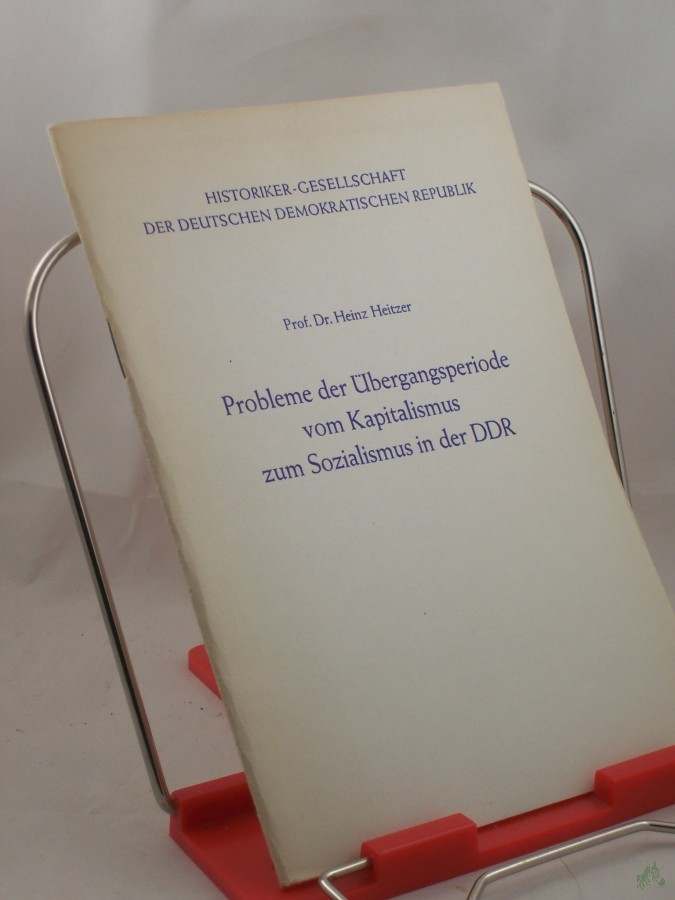 HISTORIKER-GESELLSCHAFT
DER DEUTSCHEN DEMOKRATISCHEN REPUBLIK
Prof. Dr. Heinz Heitzer
Probleme der Übergangsperiode
vom Kapitalismus
zum Sozialismus in der DDR